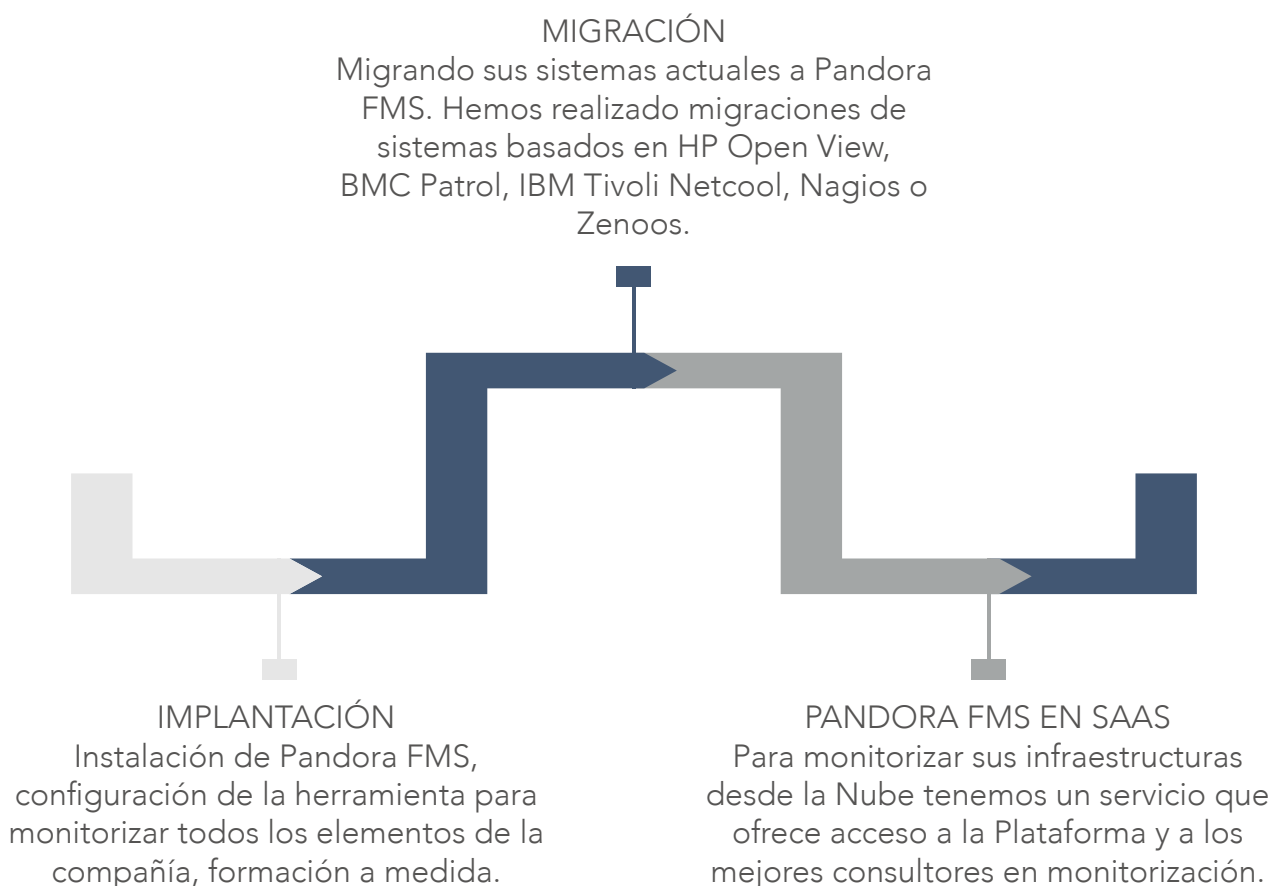 MIGRACIÓN
Migrando sus sistemas actuales a Pandora
FMS. Hemos realizado migraciones de
sistemas basados en HP Open View,
BMC Patrol, IBM Tivoli Netcool, Nagios o
Zenoos.
IMPLANTACIÓN
Instalación de Pandora FMS,
configuración de la herramienta para
monitorizar todos los elementos de la
compañía, formación a medida.
PANDORA FMS EN SAAS
Para monitorizar sus infraestructuras
desde la Nube tenemos un servicio que
ofrece acceso a la Plataforma y a los
mejores consultores en monitorización.